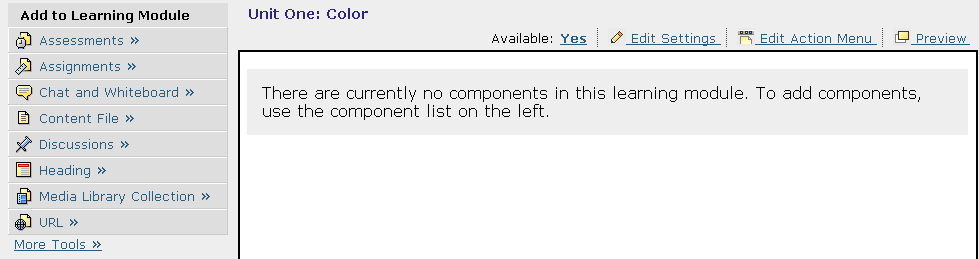 Add to Learning Module
Assessments »
Assignments »
Chat and Whiteboard »
Content File »
Discussions »
Heading »
Media Library Collection »
URL »
More Tools »
Unit One: Color
Available: Yes Edit Settings Edit Action Menu Preview
There are currently no components in this learning module. To add components,
use the component list on the left.